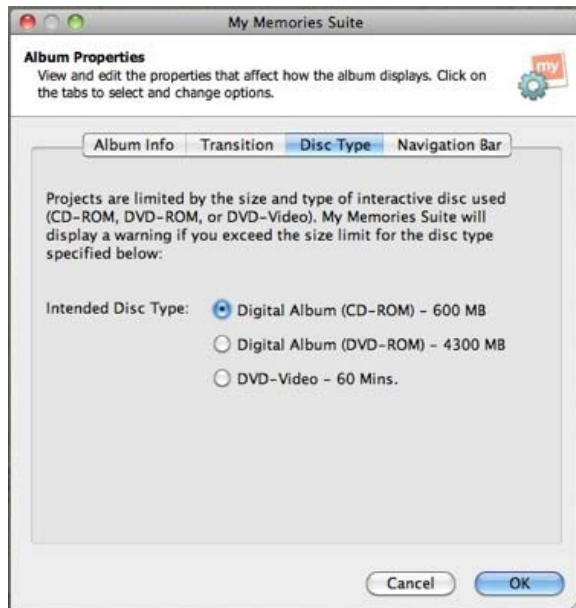 My Memories Suite
Album Properties
View and edit the properties that affect how the album displays. Click on
the tabs to select and change options.
my
Album Info Transition Disc Type Navigation Bar
Projects are limited by the size and type of interactive disc used
(CD-ROM, DVD-ROM, or DVD-Video). My Memories Suite will
display a warning if you exceed the size limit for the disc type
specified below:
Intended Disc Type: Digital Album (CD-ROM) - 600 MB
Digital Album (DVD-ROM) - 4300 MB
DVD-Video - 60 Mins.
Cancel OK